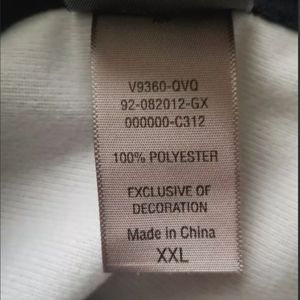 V9360-QVQ
92-082012-GX
000000-C312
100% POLYESTER
EXCLUSIVE OF
DECORATION
Made in China
XXL